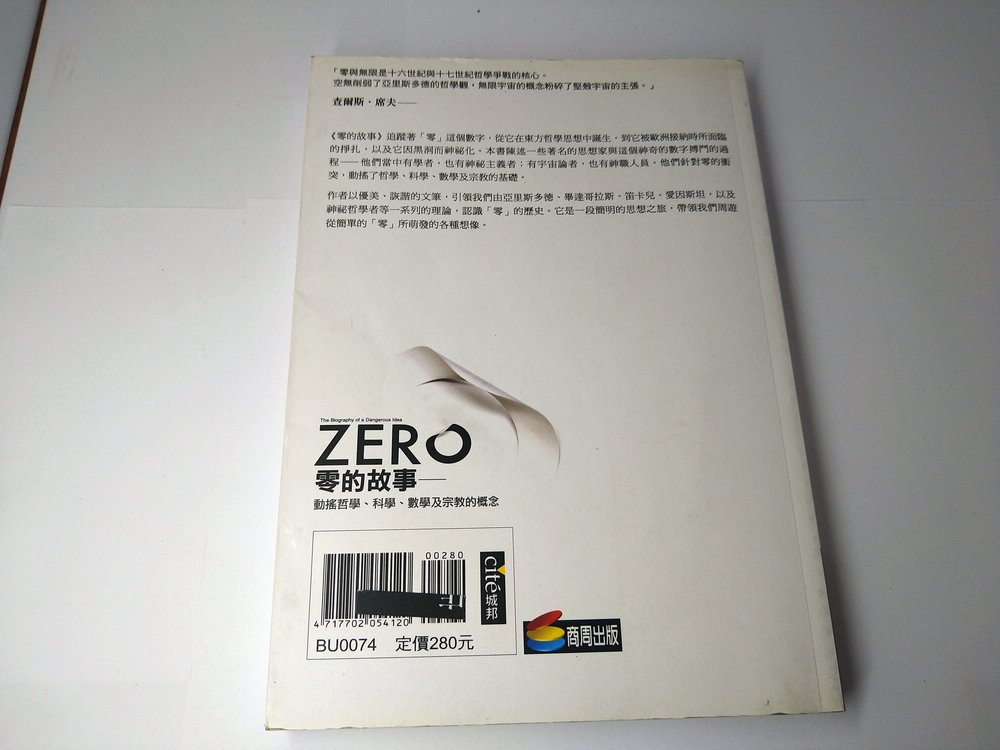 「零與無限是十六世紀與十七世紀哲學爭戰的核心。
空無削弱了亞里斯多德的哲學觀，無限宇宙的概念粉碎了堅殼宇宙的主張。」
查爾斯・席夫——
《零的故事》追蹤著「零」這個數字，從它在東方哲學思想中誕生，到它被歐洲接納時所面臨
的掙扎，以及它因黑洞而神祕化。本書陳述一些著名的思想家與這個神奇的數字搏鬥的過
程——他們當中有學者，也有神祕主義者；有宇宙論者，也有神職人員。他們針對零的衝
突，動搖了哲學、科學、數學及宗教的基礎。
作者以優美、詼諧的文筆，引領我們由亞里斯多德、畢達哥拉斯、笛卡兒、愛因斯坦，以及
神祕哲學者等一系列的理論，認識「零」的歷史。它是一段簡明的思想之旅，帶領我們周遊
從簡單的「零」所萌發的各種想像。
The Biography of a Dangerous Idea
ZERO
零的故事——
動搖哲學、科學、數學及宗教的概念
00280
4 717702 054120
cité城邦
BU0074 定價280元
商周出版